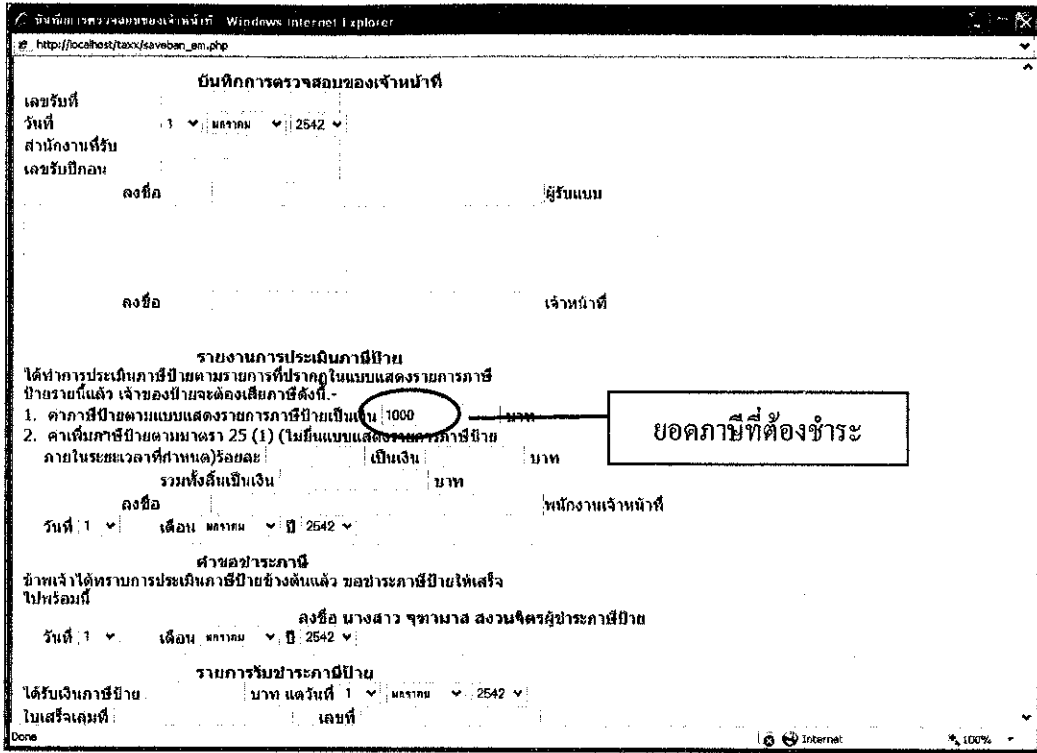 บันทึกการตรวจสอบของเจ้าหน้าที่ Windows Internet Explorer
http://localhost/taxx/saveban_em.php
บันทึกการตรวจสอบของเจ้าหน้าที่
เลขรับที่
วันที่ 1 มกราคม 2542
สำนักงานที่รับ
เลขรับปีก่อน
ลงชื่อ ผู้รับแบบ
ลงชื่อ เจ้าหน้าที่
รายงานการประเมินภาษีป้าย
ได้ทำการประเมินภาษีป้ายตามรายการที่ปรากฏในแบบแสดงรายการภาษี
ป้ายรายนี้แล้ว เจ้าของป้ายจะต้องเสียภาษีดังนี้.-
1. ค่าภาษีป้ายตามแบบแสดงรายการภาษีป้ายเป็นเงิน 1000 บาท
ยอดภาษีที่ต้องชำระ
2. ค่าเพิ่มภาษีป้ายตามมาตรา 25 (1) (ไม่ยื่นแบบแสดงรายการภาษีป้าย
ภายในระยะเวลาที่กำหนด)ร้อยละ เป็นเงิน บาท
รวมทั้งสิ้นเป็นเงิน บาท
ลงชื่อ พนักงานเจ้าหน้าที่
วันที่ 1 เดือน มกราคม ปี 2542
คำขอชำระภาษี
ข้าพเจ้าได้ทราบการประเมินภาษีป้ายข้างต้นแล้ว ขอชำระภาษีป้ายให้เสร็จ
ไปพร้อมนี้
ลงชื่อ นางสาว จุฑามาส สงวนจิตรผู้ชำระภาษีป้าย
วันที่ 1 เดือน มกราคม ปี 2542
รายการรับชำระภาษีป้าย
ได้รับเงินภาษีป้าย บาท แต่วันที่ 1 มกราคม 2542
ใบเสร็จเล่มที่ เลขที่
Done Internet 100%